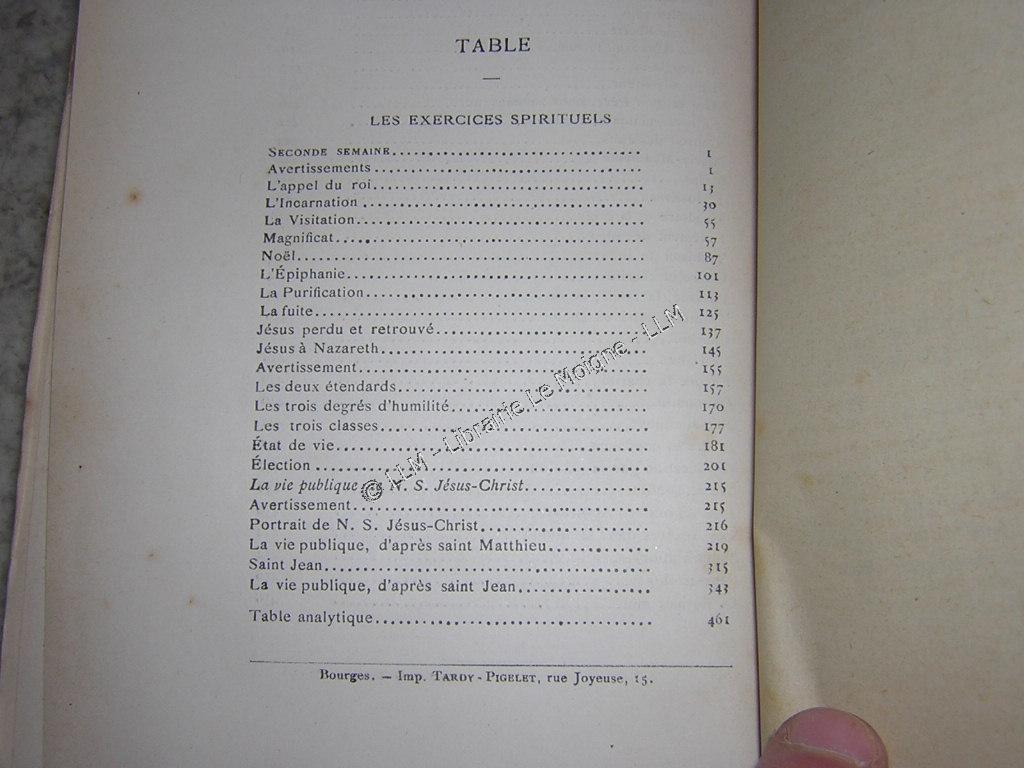 TABLE
LES EXERCICES SPIRITUELS
SECONDE SEMAINE........................................ 1
Avertissements........................................ 1
L'appel du roi........................................ 13
L'Incarnation........................................ 30
La Visitation........................................ 55
Magnificat........................................ 57
Noël........................................ 87
L'Épiphanie........................................ 101
La Purification........................................ 113
La fuite........................................ 125
Jésus perdu et retrouvé........................................ 137
Jésus à Nazareth........................................ 145
Avertissement........................................ 155
Les deux étendards........................................ 157
Les trois degrés d'humilité........................................ 170
Les trois classes........................................ 177
État de vie........................................ 181
Élection........................................ 201
La vie publique de N. S. Jésus-Christ.................. 215
Avertissement........................................ 215
Portrait de N. S. Jésus-Christ........................ 216
La vie publique, d'après saint Matthieu............. 219
Saint Jean........................................ 315
La vie publique, d'après saint Jean.................. 343
Table analytique........................................ 461
Bourges. — Imp. TARDY-PIGELET, rue Joyeuse, 15.
© LLM - Librairie Le Moigne - LLM